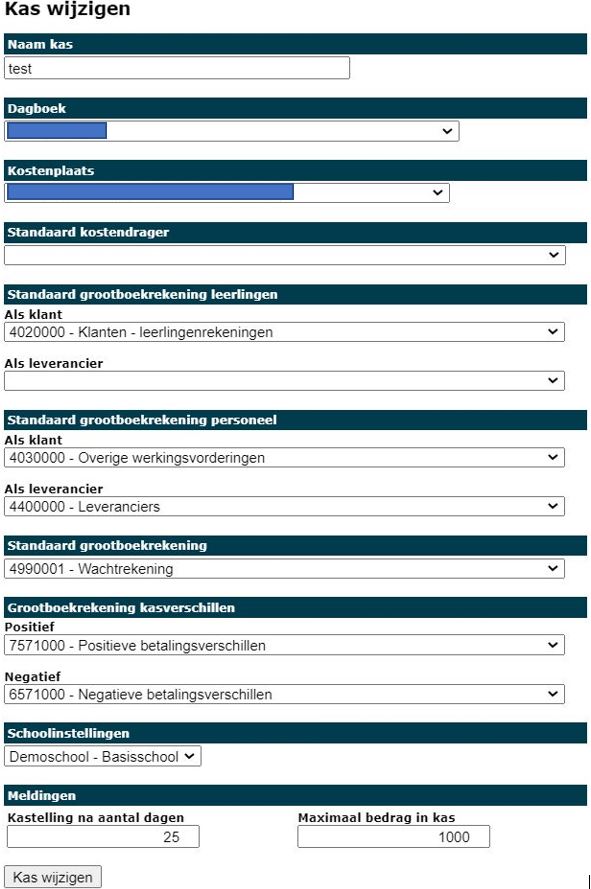 Kas wijzigen
Naam kas
test
Dagboek
Kostenplaats
Standaard kostendrager
Standaard grootboekrekening leerlingen
Als klant
4020000 - Klanten - leerlingenrekeningen
Als leverancier
Standaard grootboekrekening personeel
Als klant
4030000 - Overige werkingsvorderingen
Als leverancier
4400000 - Leveranciers
Standaard grootboekrekening
4990001 - Wachtrekening
Grootboekrekening kasverschillen
Positief
7571000 - Positieve betalingsverschillen
Negatief
6571000 - Negatieve betalingsverschillen
Schoolinstellingen
Demoschool - Basisschool
Meldingen
Kastelling na aantal dagen Maximaal bedrag in kas
25 1000
Kas wijzigen